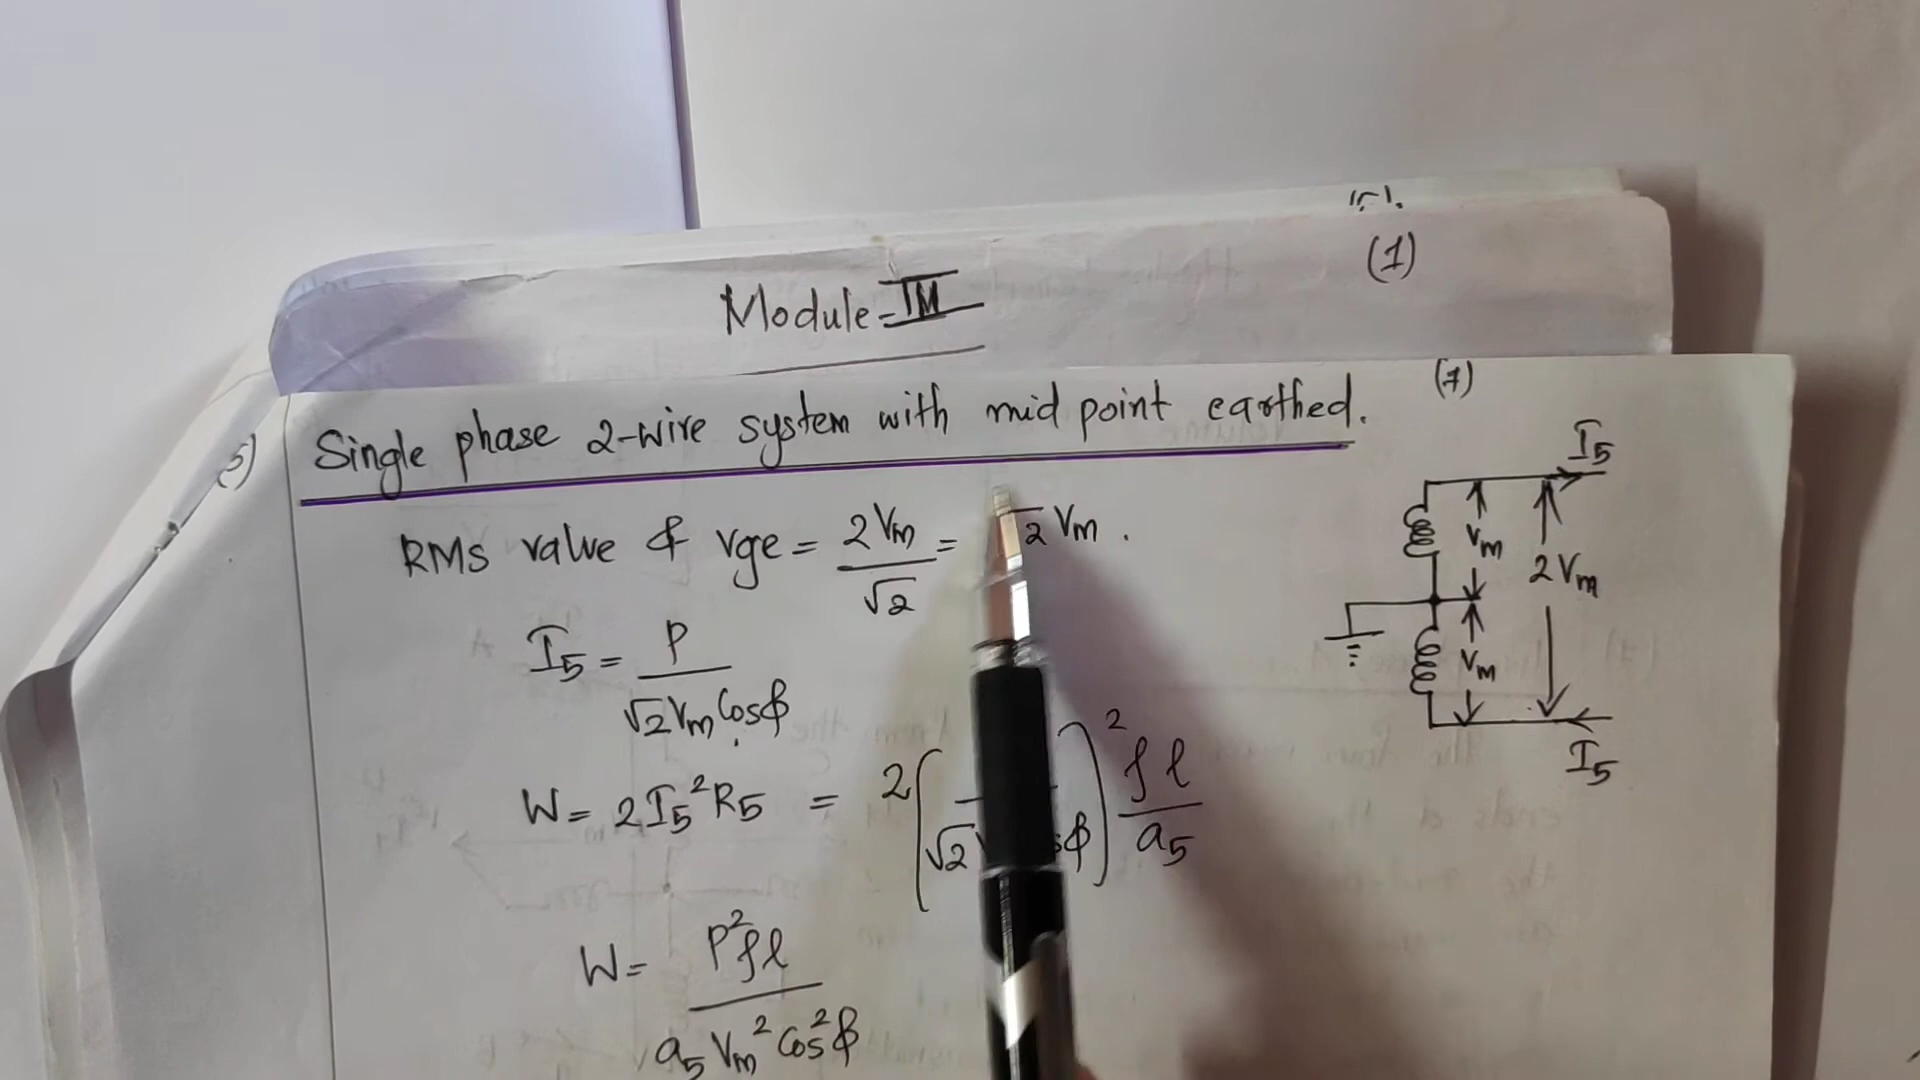 (1)
Module-III
(7)
5) Single phase 2-wire system with mid point earthed.
RMS value of vge = 2Vm/√2 = √2 Vm.
I5 = P/√2 Vm Cosϕ
W = 2I5²R5 = 2( /√2 V sϕ)² ρl/a5
W = P²ρl/a5 Vm² Cos²ϕ
I5
Vm
2Vm
Vm
I5